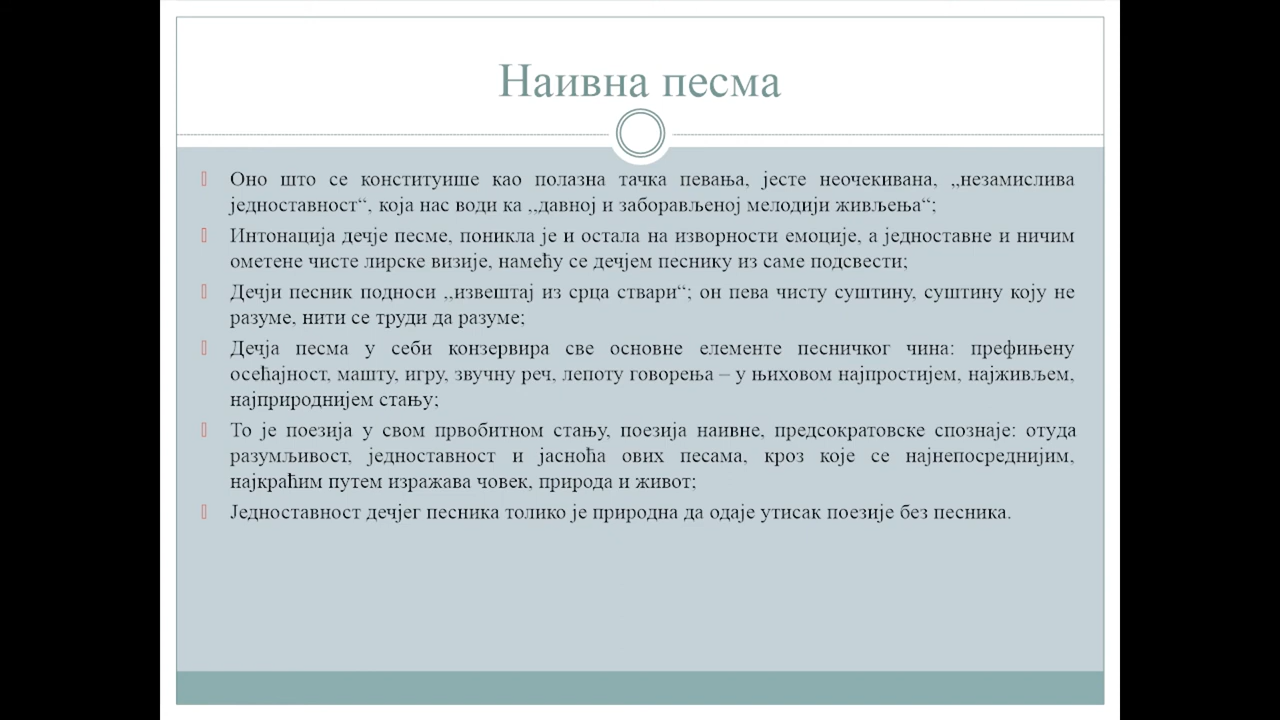 Наивна песма
Оно што се конституише као полазна тачка певања, јесте неочекивана, ,,незамислива
једноставност“, која нас води ка ,,давној и заборављеној мелодији живљења“;
Интонација дечје песме, поникла је и остала на изворности емоције, а једноставне и ничим
ометене чисте лирске визије, намећу се дечјем песнику из саме подсвести;
Дечји песник подноси ,,извештај из срца ствари“; он пева чисту суштину, суштину коју не
разуме, нити се труди да разуме;
Дечја песма у себи конзервира све основне елементе песничког чина: префињену
осећајност, машту, игру, звучну реч, лепоту говорења – у њиховом најпростијем, најживљем,
најприроднијем стању;
То је поезија у свом првобитном стању, поезија наивне, предсократовске спознаје: отуда
разумљивост, једноставност и јасноћа ових песама, кроз које се најнепосреднијим,
најкраћим путем изражава човек, природа и живот;
Једноставност дечјег песника толико је природна да одаје утисак поезије без песника.